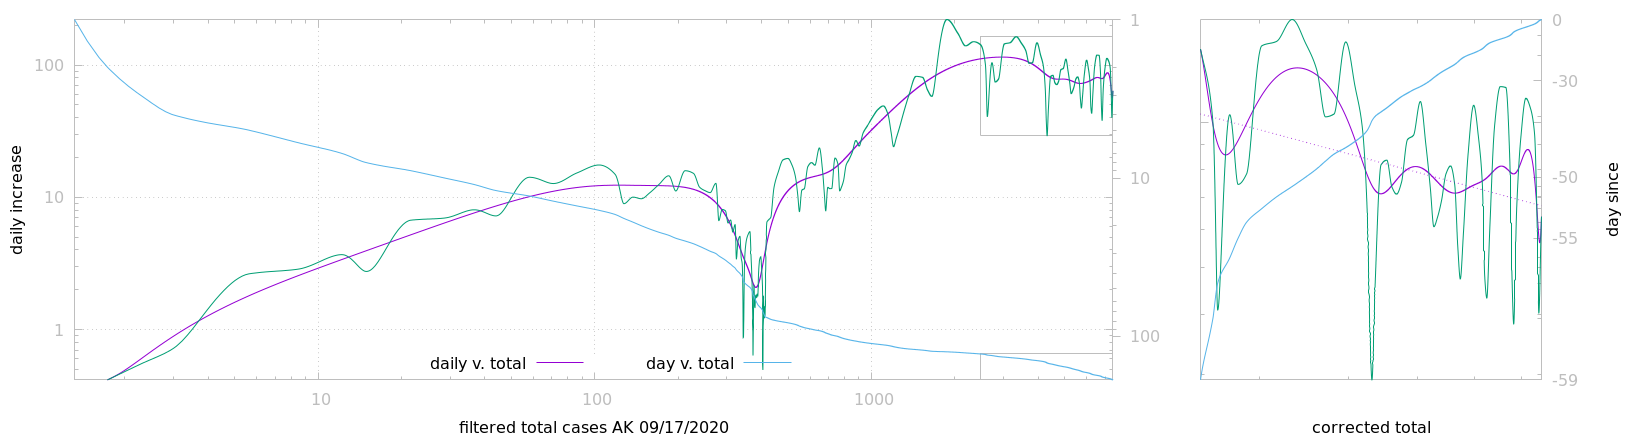 100
10
1
daily increase
10
100
1000
filtered total cases AK 09/17/2020
daily v. total
day v. total
1
10
100
0
-30
-50
-55
-59
day since
corrected total